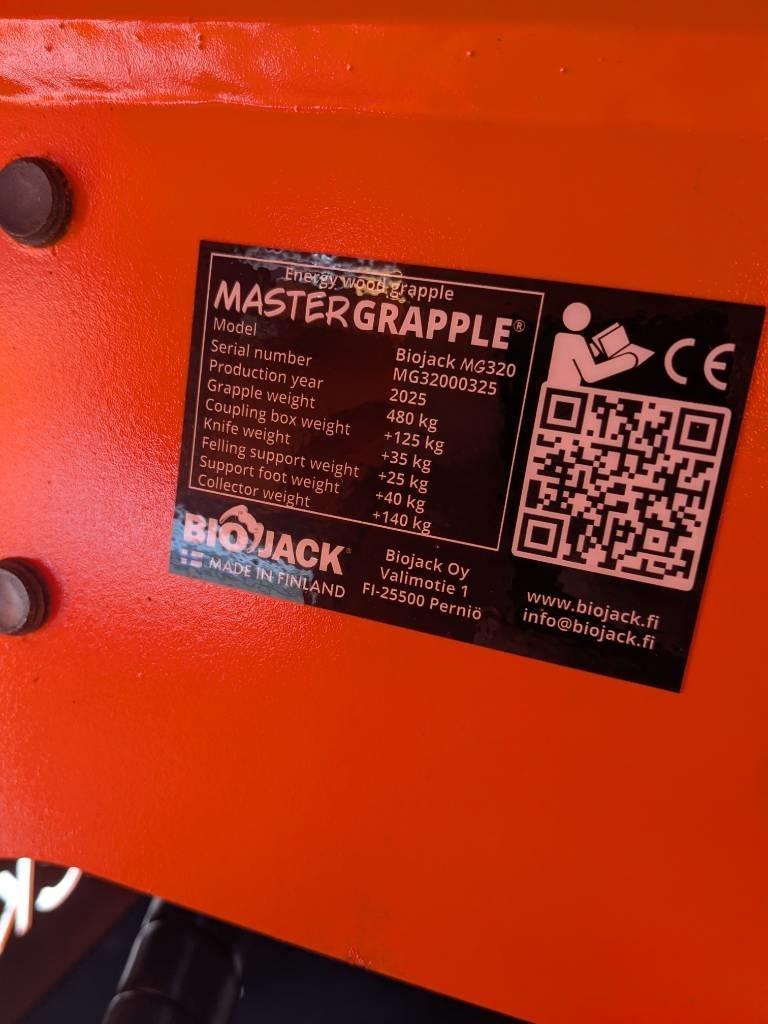 Energy wood grapple
MASTERGRAPPLE®
Model Biojack MG320
Serial number MG32000325
Production year 2025
Grapple weight 480 kg
Coupling box weight +125 kg
Knife weight +35 kg
Felling support weight +25 kg
Support foot weight +40 kg
Collector weight +140 kg
CE
BIOJACK®
MADE IN FINLAND
Biojack Oy
Valimotie 1
FI-25500 Perniö
www.biojack.fi
info@biojack.fi